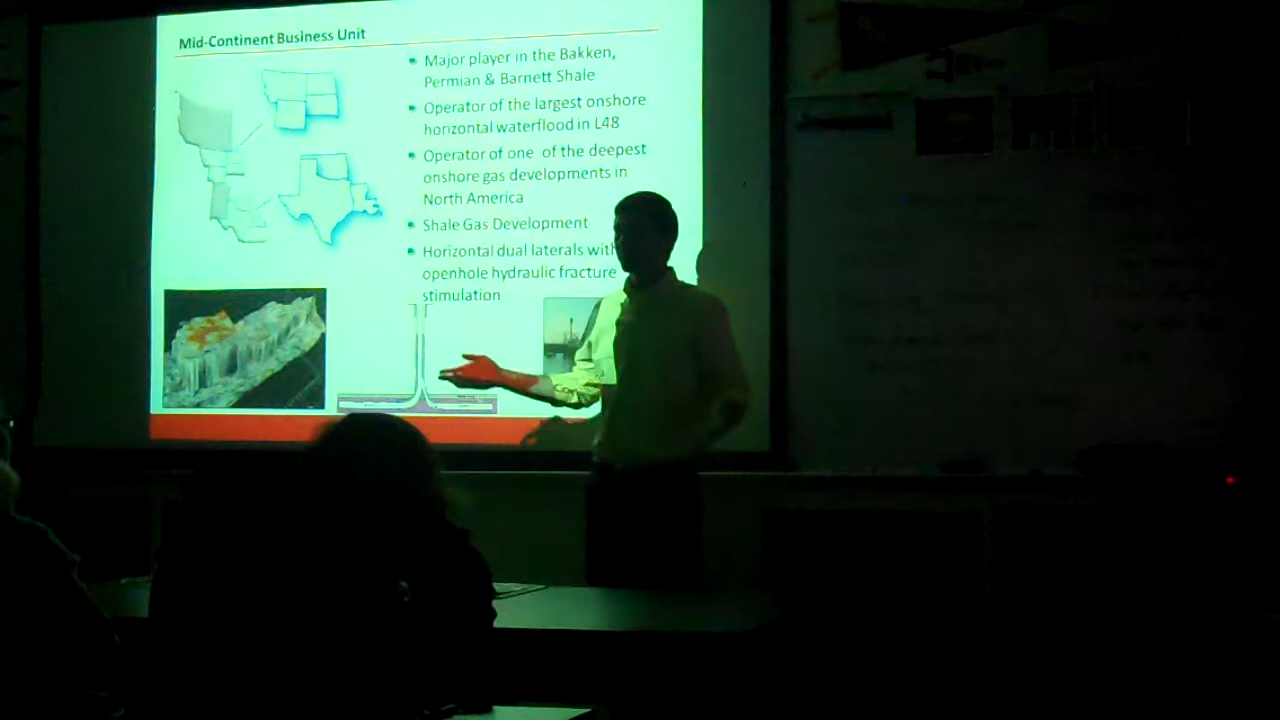 Mid-Continent Business Unit
Major player in the Bakken,
Permian & Barnett Shale
Operator of the largest onshore
horizontal waterflood in L48
Operator of one of the deepest
onshore gas developments in
North America
Shale Gas Development
Horizontal dual laterals with
openhole hydraulic fracture
stimulation